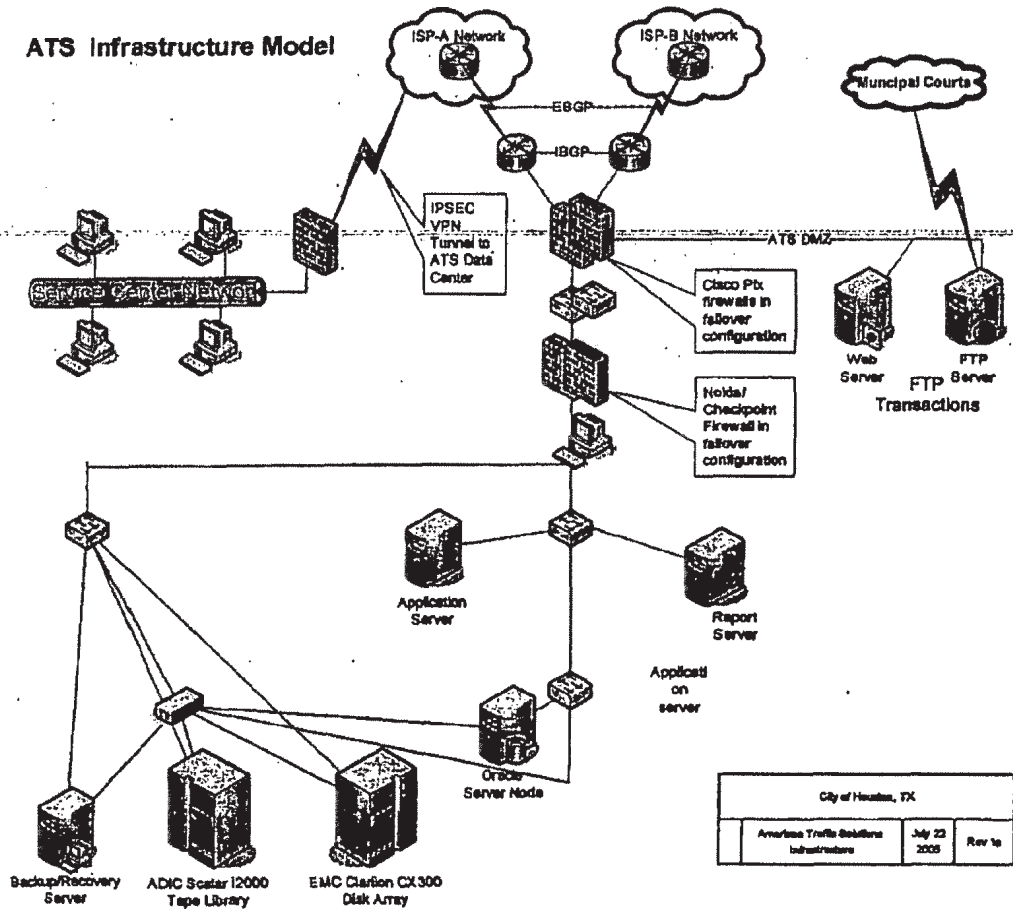 ATS Infrastructure Model
ISP-A Network
ISP-B Network
Muncipal Courts
EBGP
IBGP
IPSEC
VPN
Tunnel to
ATS Data
Center
ATS DMZ
Service Center Network
Cisco Pix
firewalls in
failover
configuration
Web
Server
FTP
Server
FTP
Transactions
Nokia/
Checkpoint
Firewall in
failover
configuration
Application
Server
Report
Server
Applicati
on
server
Oracle
Server Node
City of Houston, TX
American Traffic Solutions
Infrastructure
July 22
2005
Rev 1a
Backup/Recovery
Server
ADIC Scalar i2000
Tape Library
EMC Clariion CX300
Disk Array